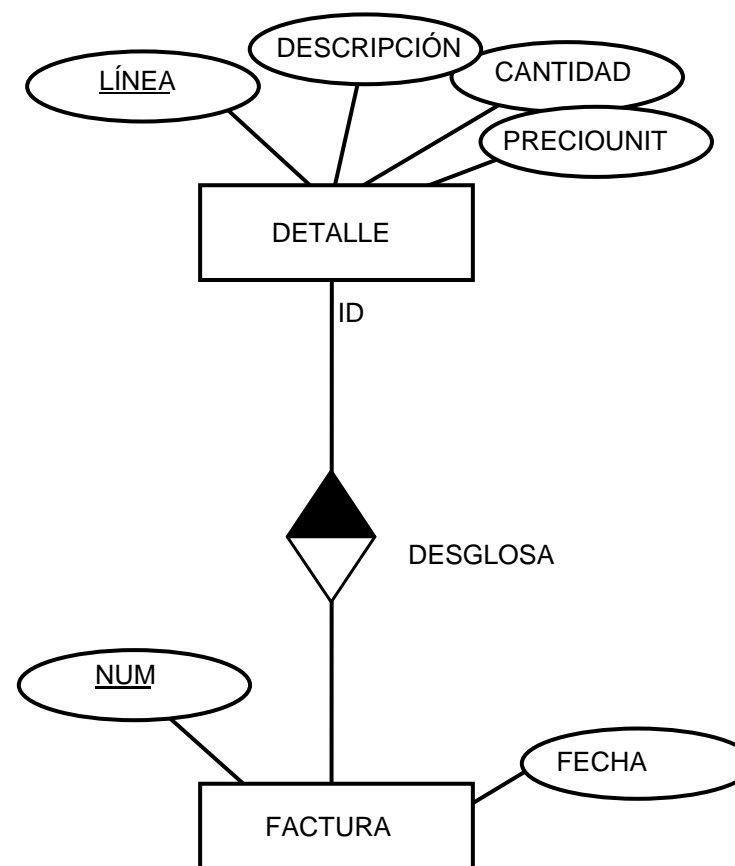 DESCRIPCIÓN
LÍNEA
CANTIDAD
PRECIOUNIT
DETALLE
ID
DESGLOSA
NUM
FECHA
FACTURA